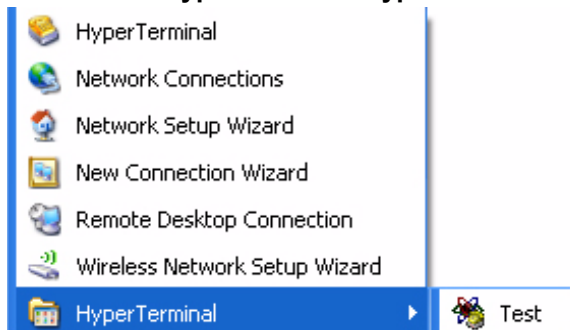 HyperTerminal
Network Connections
Network Setup Wizard
New Connection Wizard
Remote Desktop Connection
Wireless Network Setup Wizard
HyperTerminal
Test